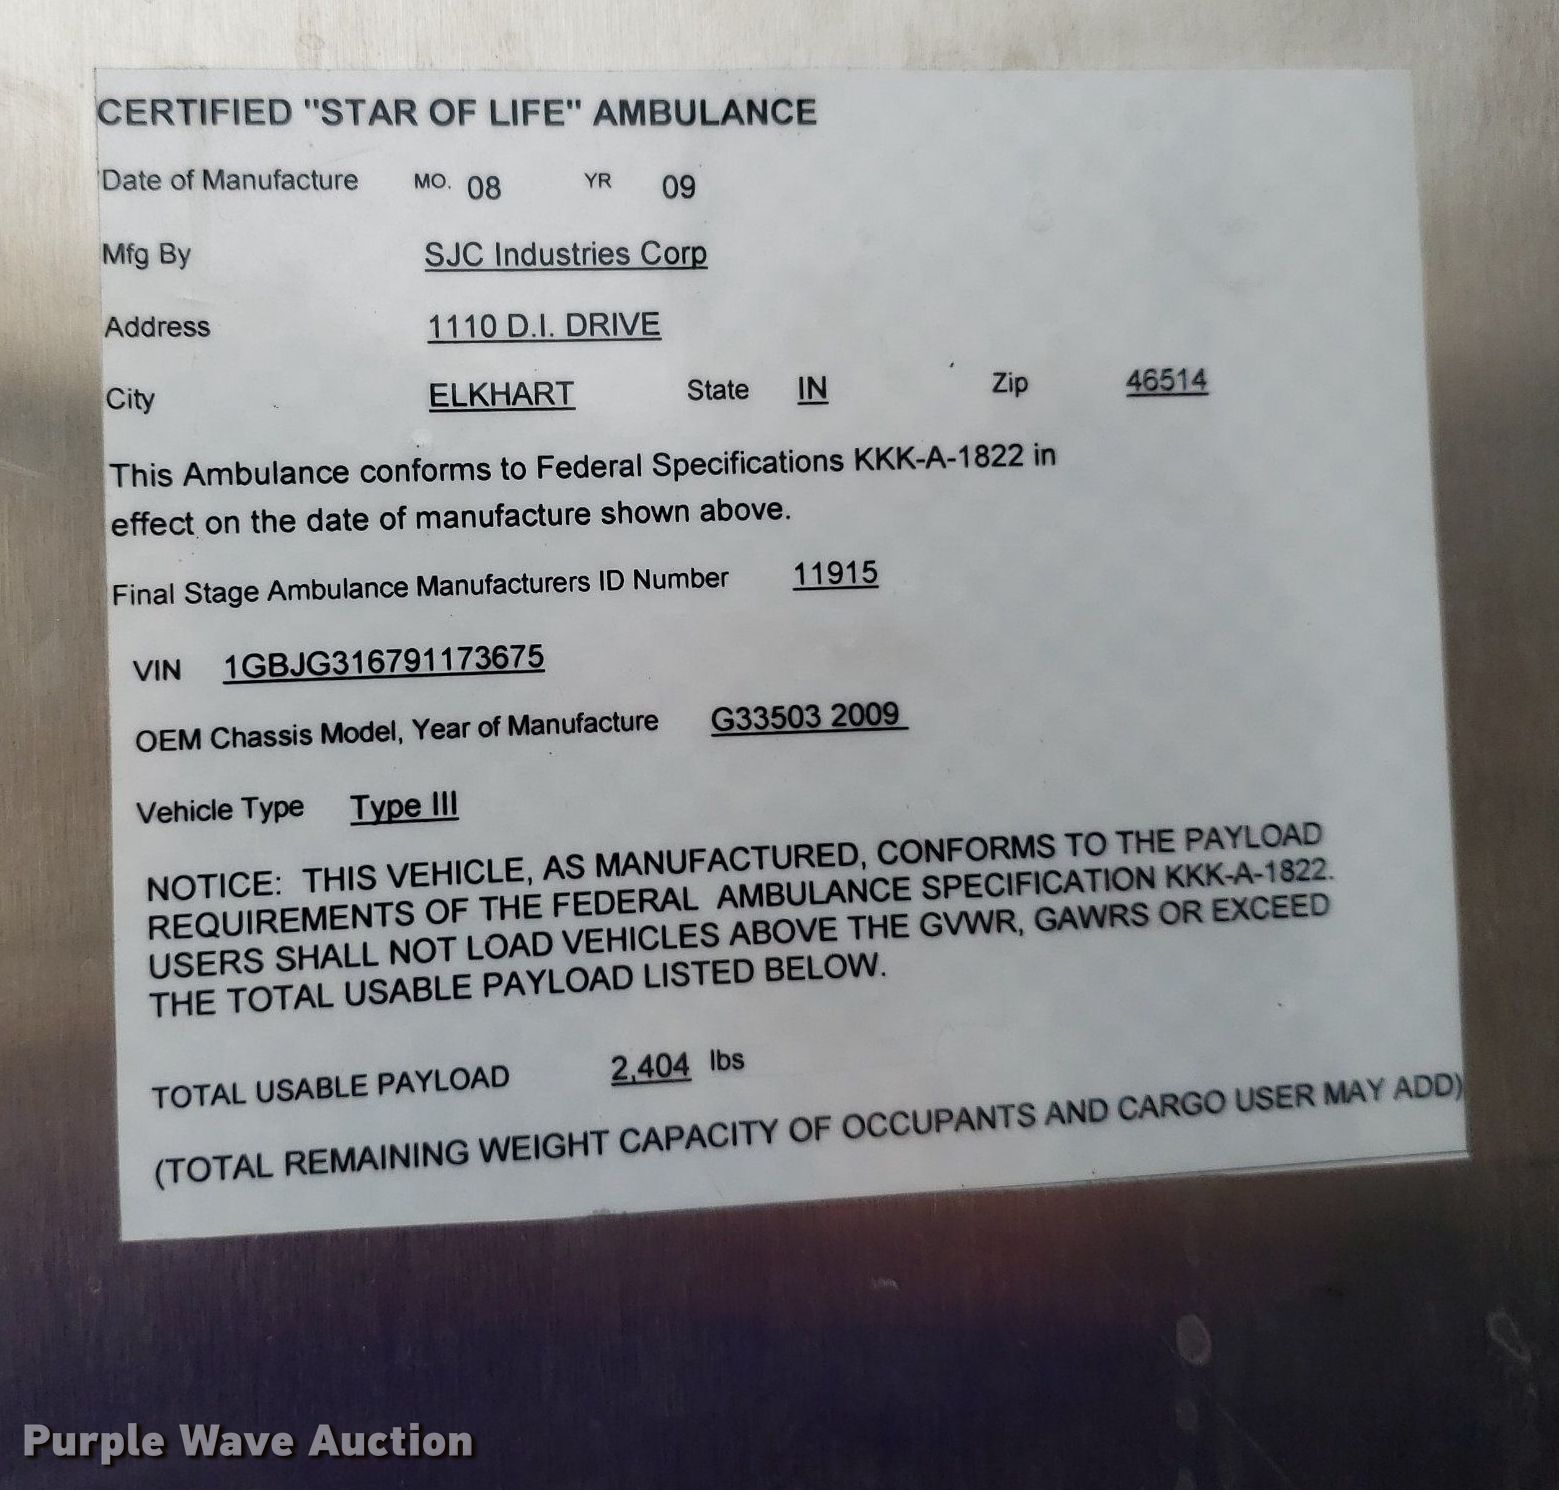 CERTIFIED "STAR OF LIFE" AMBULANCE
Date of Manufacture MO. 08 YR 09
Mfg By SJC Industries Corp
Address 1110 D.I. DRIVE
City ELKHART State IN Zip 46514
This Ambulance conforms to Federal Specifications KKK-A-1822 in
effect on the date of manufacture shown above.
Final Stage Ambulance Manufacturers ID Number 11915
VIN 1GBJG316791173675
OEM Chassis Model, Year of Manufacture G33503 2009
Vehicle Type Type III
NOTICE: THIS VEHICLE, AS MANUFACTURED, CONFORMS TO THE PAYLOAD
REQUIREMENTS OF THE FEDERAL AMBULANCE SPECIFICATION KKK-A-1822.
USERS SHALL NOT LOAD VEHICLES ABOVE THE GVWR, GAWRS OR EXCEED
THE TOTAL USABLE PAYLOAD LISTED BELOW.
TOTAL USABLE PAYLOAD 2,404 lbs
(TOTAL REMAINING WEIGHT CAPACITY OF OCCUPANTS AND CARGO USER MAY ADD)
Purple Wave Auction